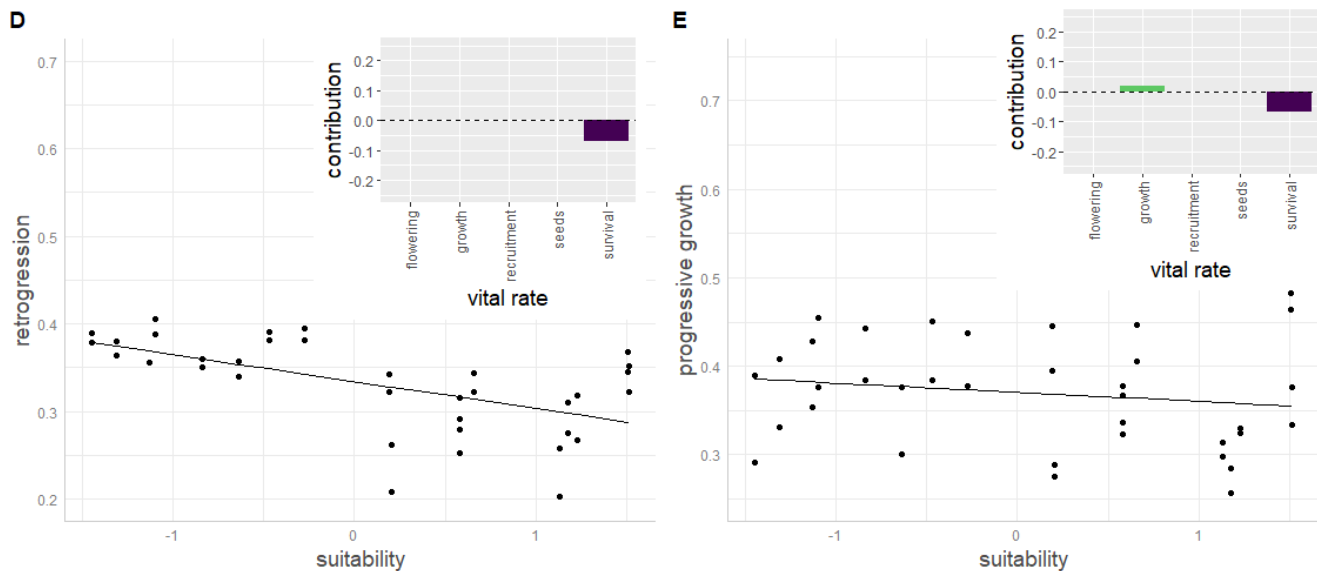 D
0.7
0.6
0.5
0.4
0.3
0.2
retrogression
-1
0
1
suitability
0.2
0.1
0.0
-0.1
-0.2
contribution
flowering
growth
recruitment
seeds
survival
vital rate
E
0.7
0.6
0.5
0.4
0.3
progressive growth
-1
0
1
suitability
0.2
0.1
0.0
-0.1
-0.2
contribution
flowering
growth
recruitment
seeds
survival
vital rate